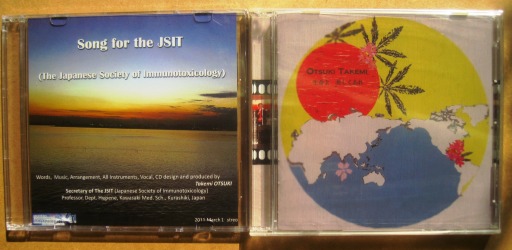 Song for the JSIT
(The Japanese Society of Immunotoxicology)
Words, Music, Arrangement, All Instruments, Vocal, CD design and produced by
Takemi OTSUKI
Secretary of The JSIT (Japanese Society of Immunotoxicology)
Professor, Dept. Hygiene, Kawasaki Med. Sch., Kurashiki, Japan
2011 March
OTSUKI TAKEMI